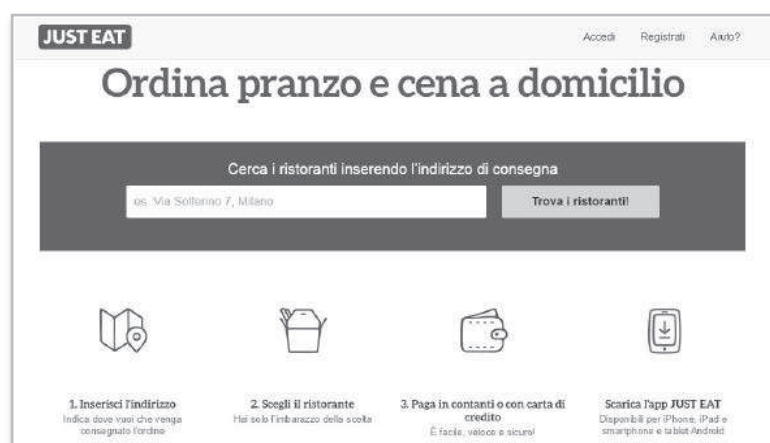 JUST EAT
Accedi Registrati Aiuto?
Ordina pranzo e cena a domicilio
Cerca i ristoranti inserendo l'indirizzo di consegna
es. Via Solferino 7, Milano
Trova i ristoranti!
1. Inserisci l'indirizzo
Indica dove vuoi che venga
consegnato l'ordine
2. Scegli il ristorante
Hai solo l'imbarazzo della scelta
3. Paga in contanti o con carta di
credito
È facile, veloce e sicuro!
Scarica l'app JUST EAT
Disponibili per iPhone, iPad e
smartphone e tablet Android